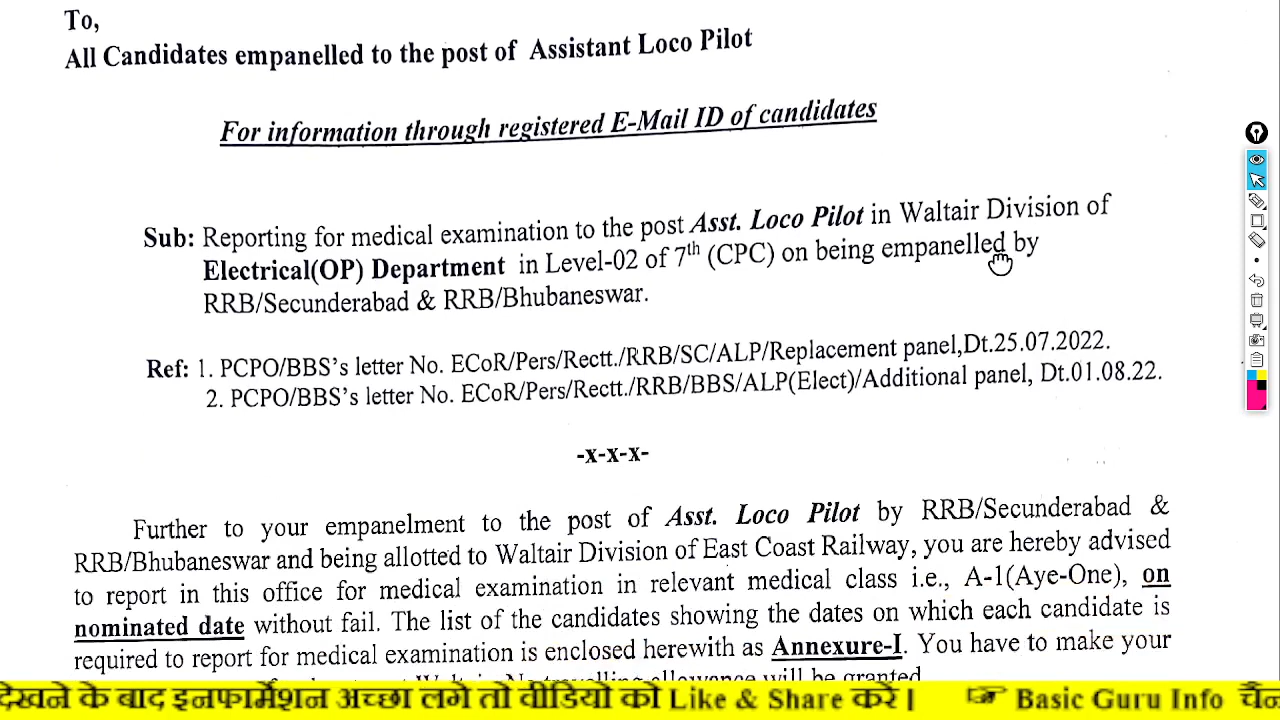 To,
All Candidates empanelled to the post of Assistant Loco Pilot
For information through registered E-Mail ID of candidates
Sub: Reporting for medical examination to the post Asst. Loco Pilot in Waltair Division of
Electrical(OP) Department in Level-02 of 7th (CPC) on being empanelled by
RRB/Secunderabad & RRB/Bhubaneswar.
Ref: 1. PCPO/BBS's letter No. ECoR/Pers/Rectt./RRB/SC/ALP/Replacement panel,Dt.25.07.2022.
2. PCPO/BBS's letter No. ECoR/Pers/Rectt./RRB/BBS/ALP(Elect)/Additional panel, Dt.01.08.22.
-x-x-x-
Further to your empanelment to the post of Asst. Loco Pilot by RRB/Secunderabad &
RRB/Bhubaneswar and being allotted to Waltair Division of East Coast Railway, you are hereby advised
to report in this office for medical examination in relevant medical class i.e., A-1(Aye-One), on
nominated date without fail. The list of the candidates showing the dates on which each candidate is
required to report for medical examination is enclosed herewith as Annexure-I. You have to make your
allowance will be granted
देखने के बाद इनफार्मेशन अच्छा लगे तो वीडियो को Like & Share करे। ☞ Basic Guru Info